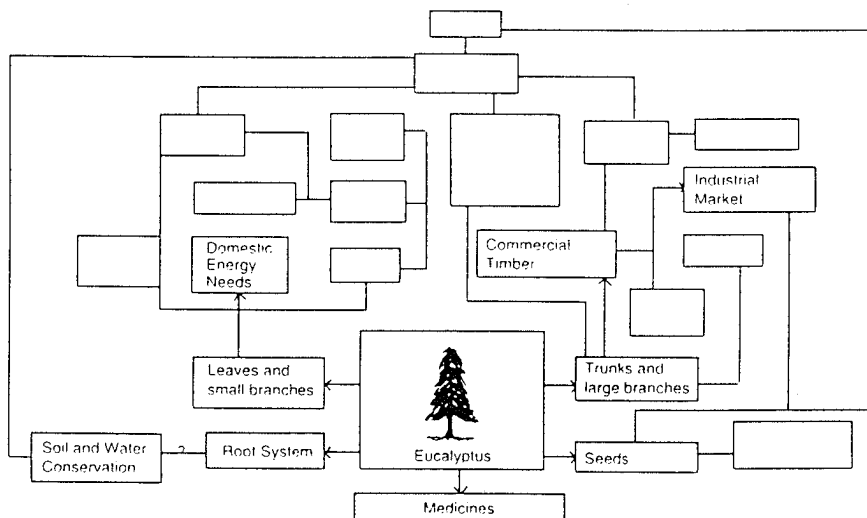 Industrial
Market
Domestic
Energy
Needs
Commercial
Timber
Leaves and
small branches
Trunks and
large branches
Soil and Water
Conservation
?
Root System
Eucalyptus
Seeds
Medicines